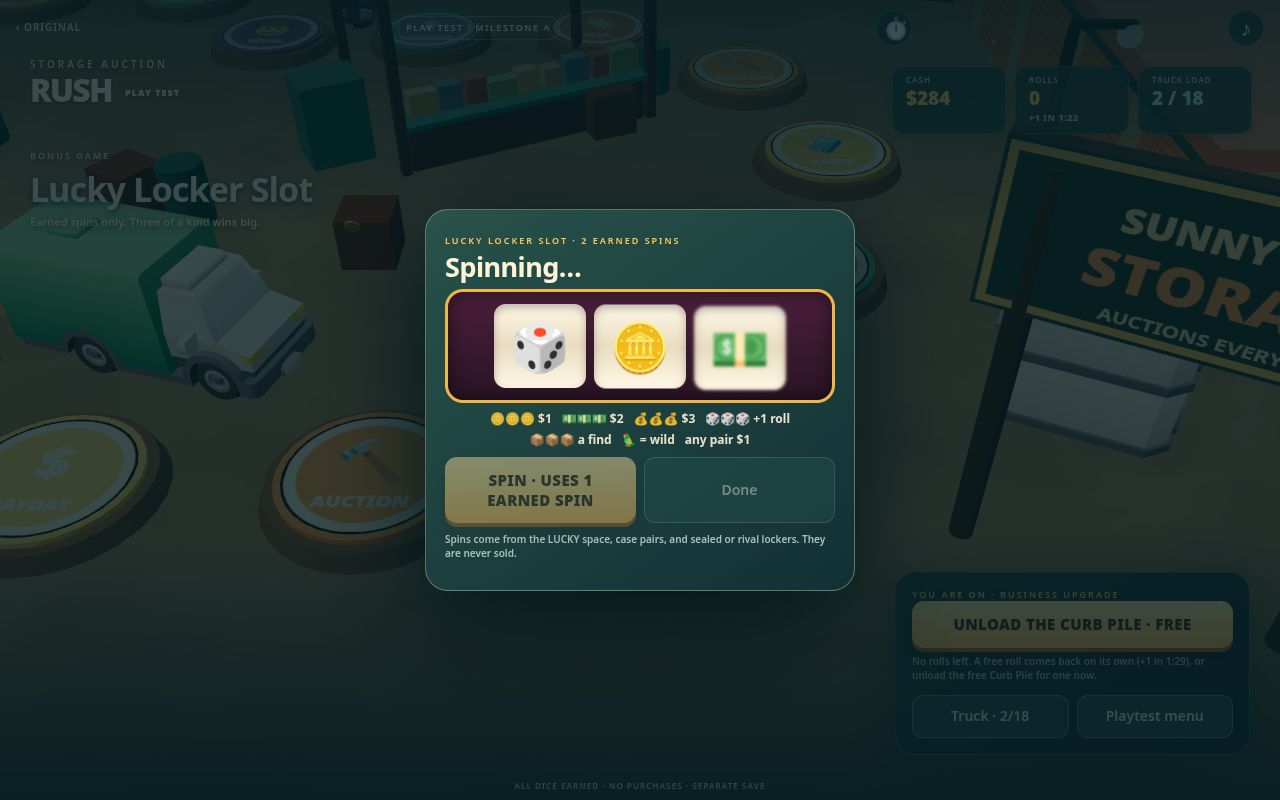 ‹ ORIGINAL
PLAY TEST · MILESTONE A
STORAGE AUCTION
RUSH PLAY TEST
CASH
$284
ROLLS
0
+1 IN 1:22
TRUCK LOAD
2 / 18
BONUS GAME
Lucky Locker Slot
Earned spins only. Three of a kind wins big.
AUCTION
SUNNY
STORA
AUCTIONS EVERY
LUCKY LOCKER SLOT · 2 EARNED SPINS
Spinning...
$1 $2 $3 +1 roll
a find = wild any pair $1
SPIN · USES 1
EARNED SPIN
Done
Spins come from the LUCKY space, case pairs, and sealed or rival lockers. They
are never sold.
$
PAYDAY
AUCTION
YOU ARE ON · BUSINESS UPGRADE
UNLOAD THE CURB PILE · FREE
No rolls left. A free roll comes back on its own (+1 in 1:29), or
unload the free Curb Pile for one now.
Truck · 2/18
Playtest menu
ALL DICE EARNED · NO PURCHASES · SEPARATE SAVE